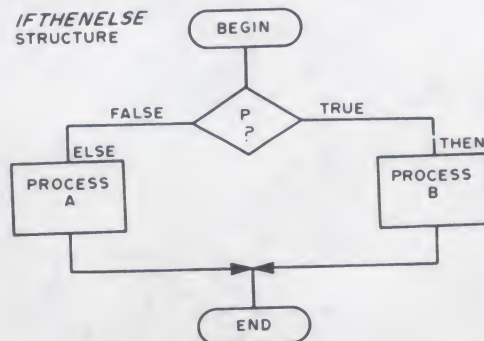 IFTHENELSE
STRUCTURE
BEGIN
P
?
FALSE
TRUE
ELSE
THEN
PROCESS
A
PROCESS
B
END